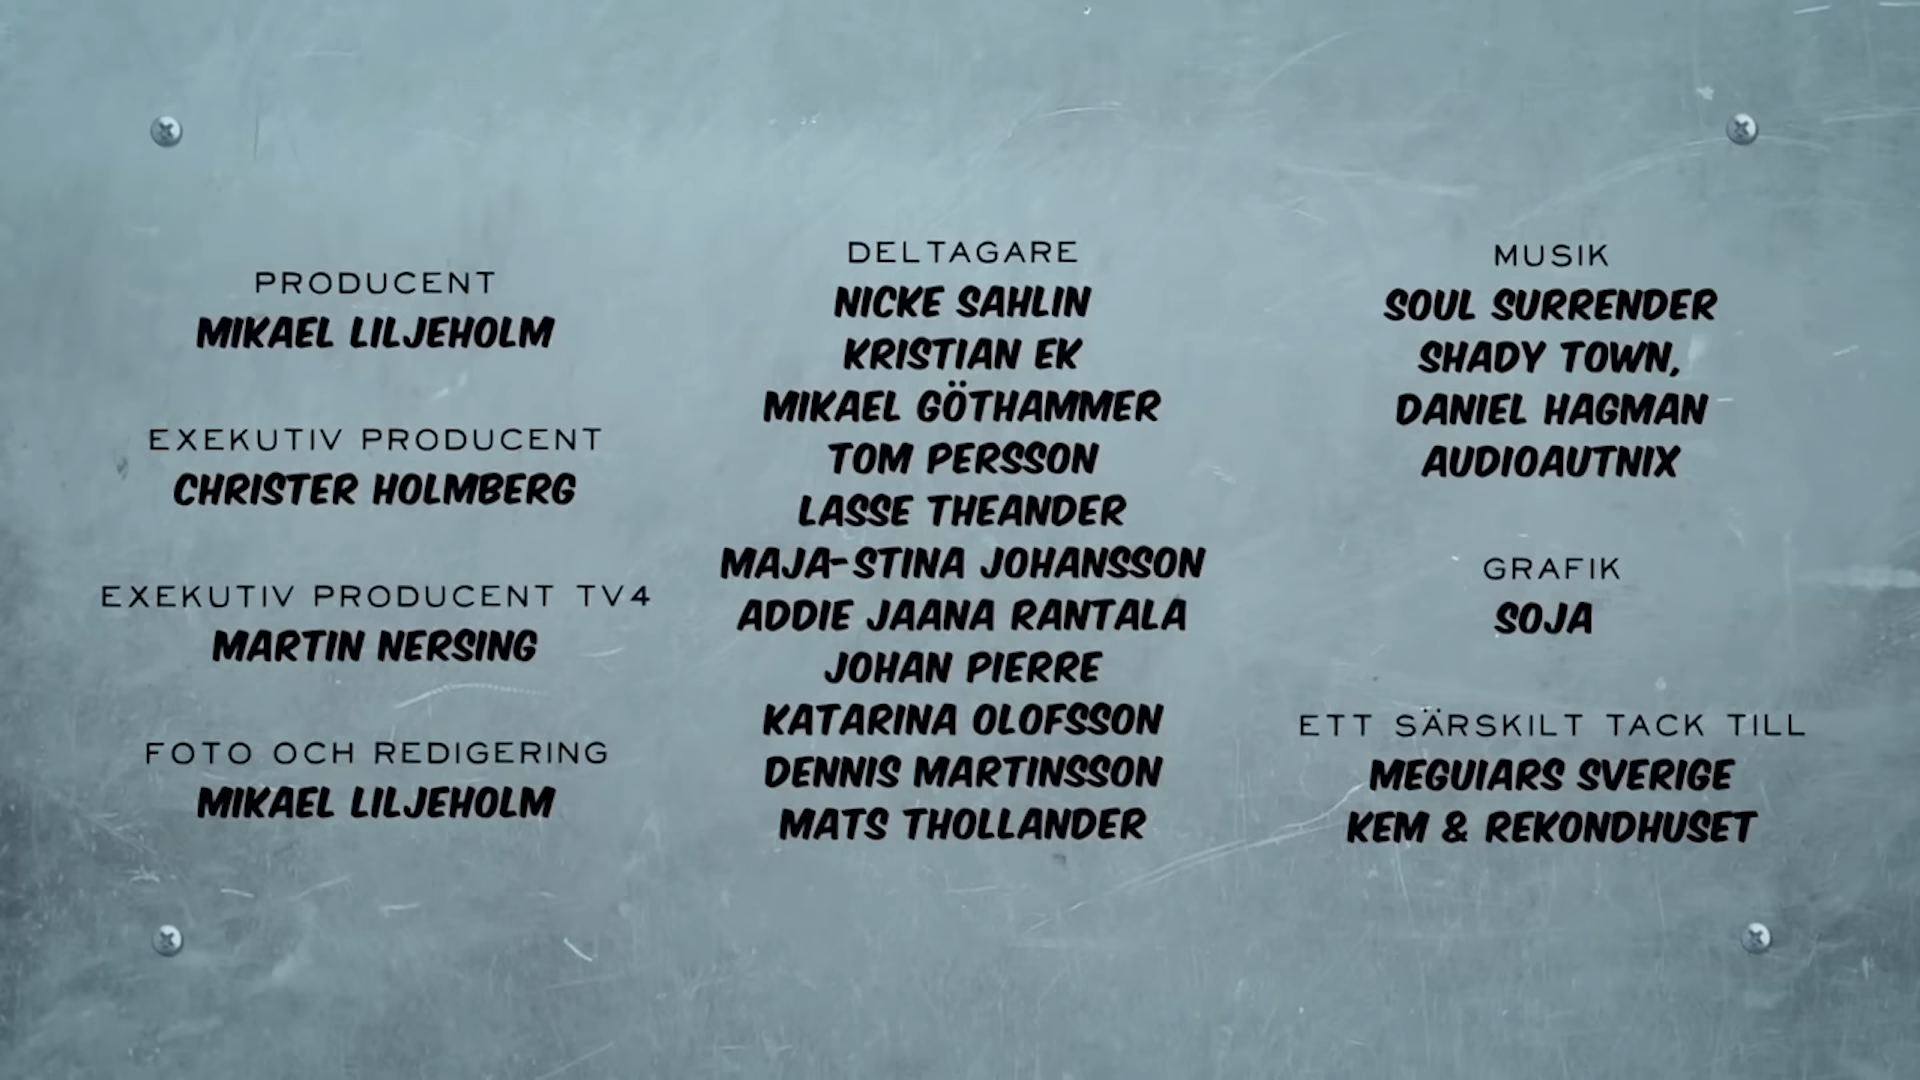 PRODUCENT
MIKAEL LILJEHOLM
EXEKUTIV PRODUCENT
CHRISTER HOLMBERG
EXEKUTIV PRODUCENT TV4
MARTIN NERSING
FOTO OCH REDIGERING
MIKAEL LILJEHOLM
DELTAGARE
NICKE SAHLIN
KRISTIAN EK
MIKAEL GÖTHAMMER
TOM PERSSON
LASSE THEANDER
MAJA-STINA JOHANSSON
ADDIE JAANA RANTALA
JOHAN PIERRE
KATARINA OLOFSSON
DENNIS MARTINSSON
MATS THOLLANDER
MUSIK
SOUL SURRENDER
SHADY TOWN,
DANIEL HAGMAN
AUDIOAUTNIX
GRAFIK
SOJA
ETT SÄRSKILT TACK TILL
MEGUIARS SVERIGE
KEM & REKONDHUSET